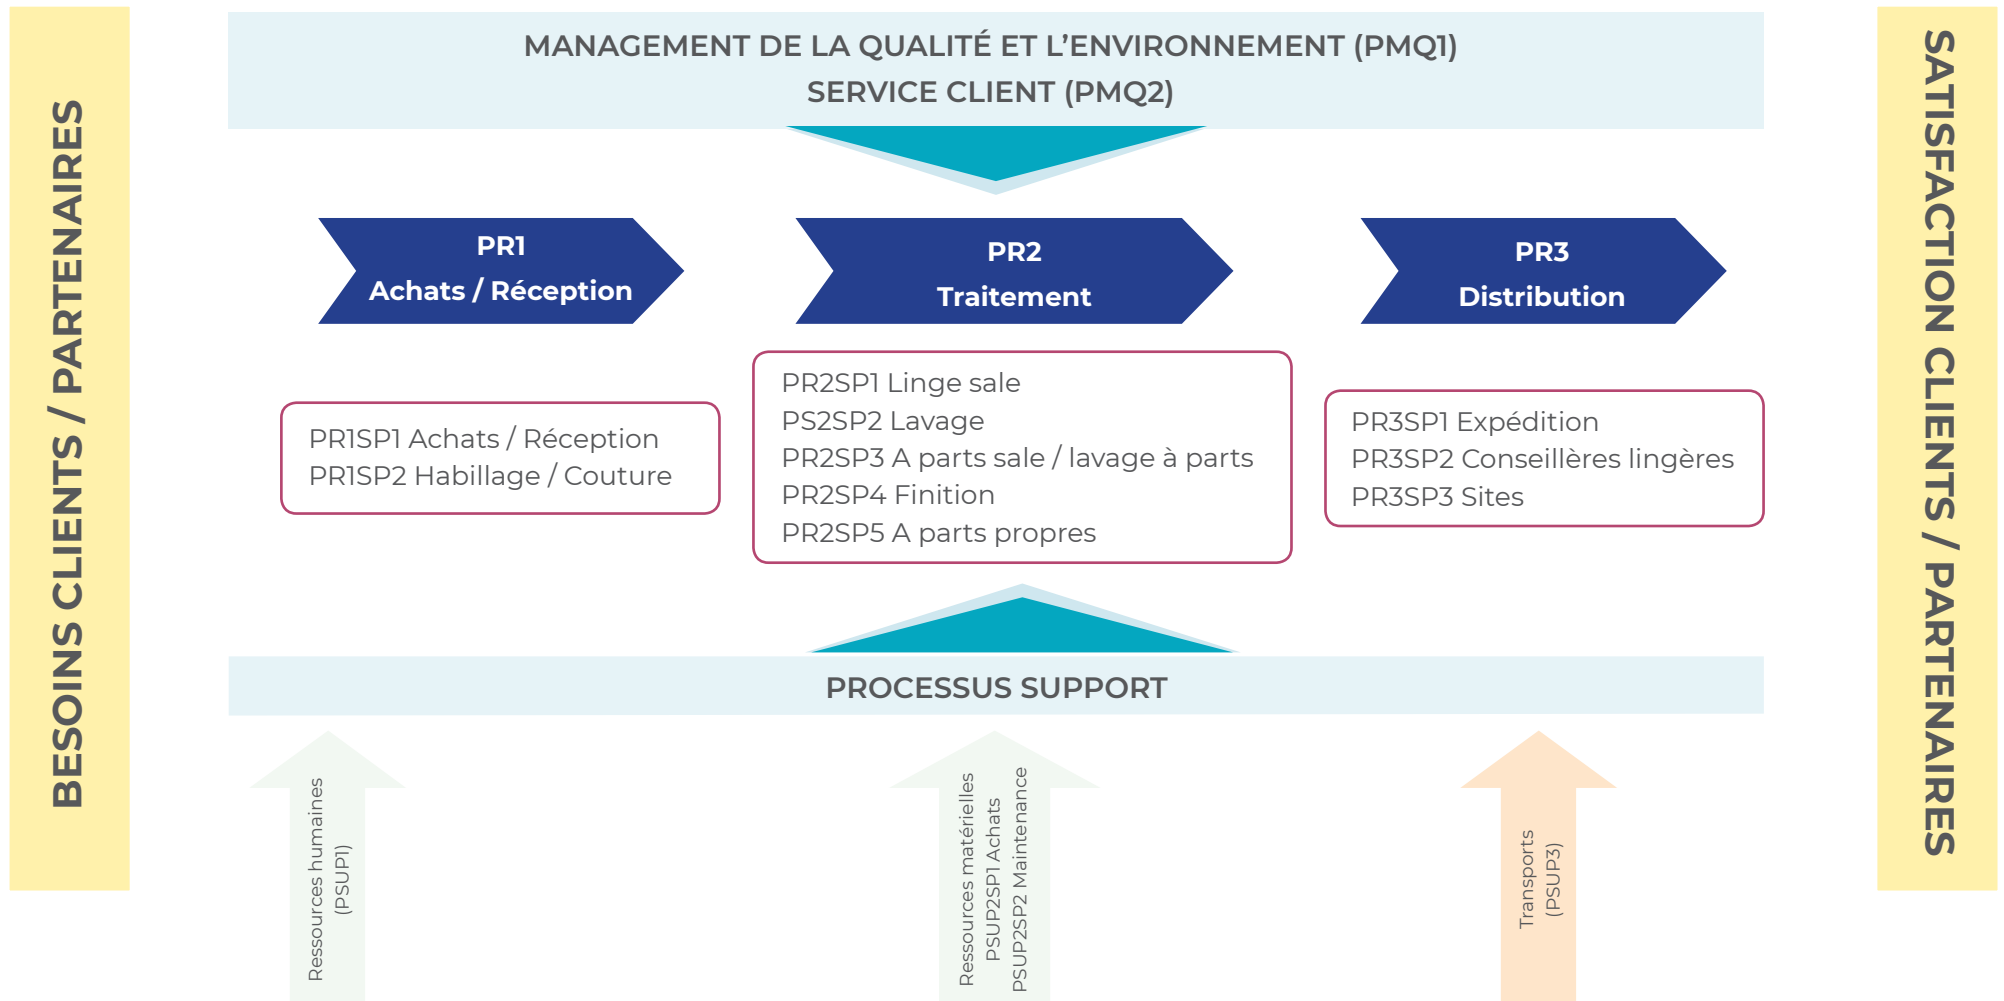 BESOINS CLIENTS / PARTENAIRES
MANAGEMENT DE LA QUALITÉ ET L'ENVIRONNEMENT (PMQ1)
SERVICE CLIENT (PMQ2)
PR1
Achats / Réception
PR2
Traitement
PR3
Distribution
PR1SP1 Achats / Réception
PR1SP2 Habillage / Couture
PR2SP1 Linge sale
PS2SP2 Lavage
PR2SP3 A parts sale / lavage à parts
PR2SP4 Finition
PR2SP5 A parts propres
PR3SP1 Expédition
PR3SP2 Conseillères lingères
PR3SP3 Sites
PROCESSUS SUPPORT
Ressources humaines
(PSUP1)
Ressources matérielles
PSUP2SP1 Achats
PSUP2SP2 Maintenance
Transports
(PSUP3)
SATISFACTION CLIENTS / PARTENAIRES